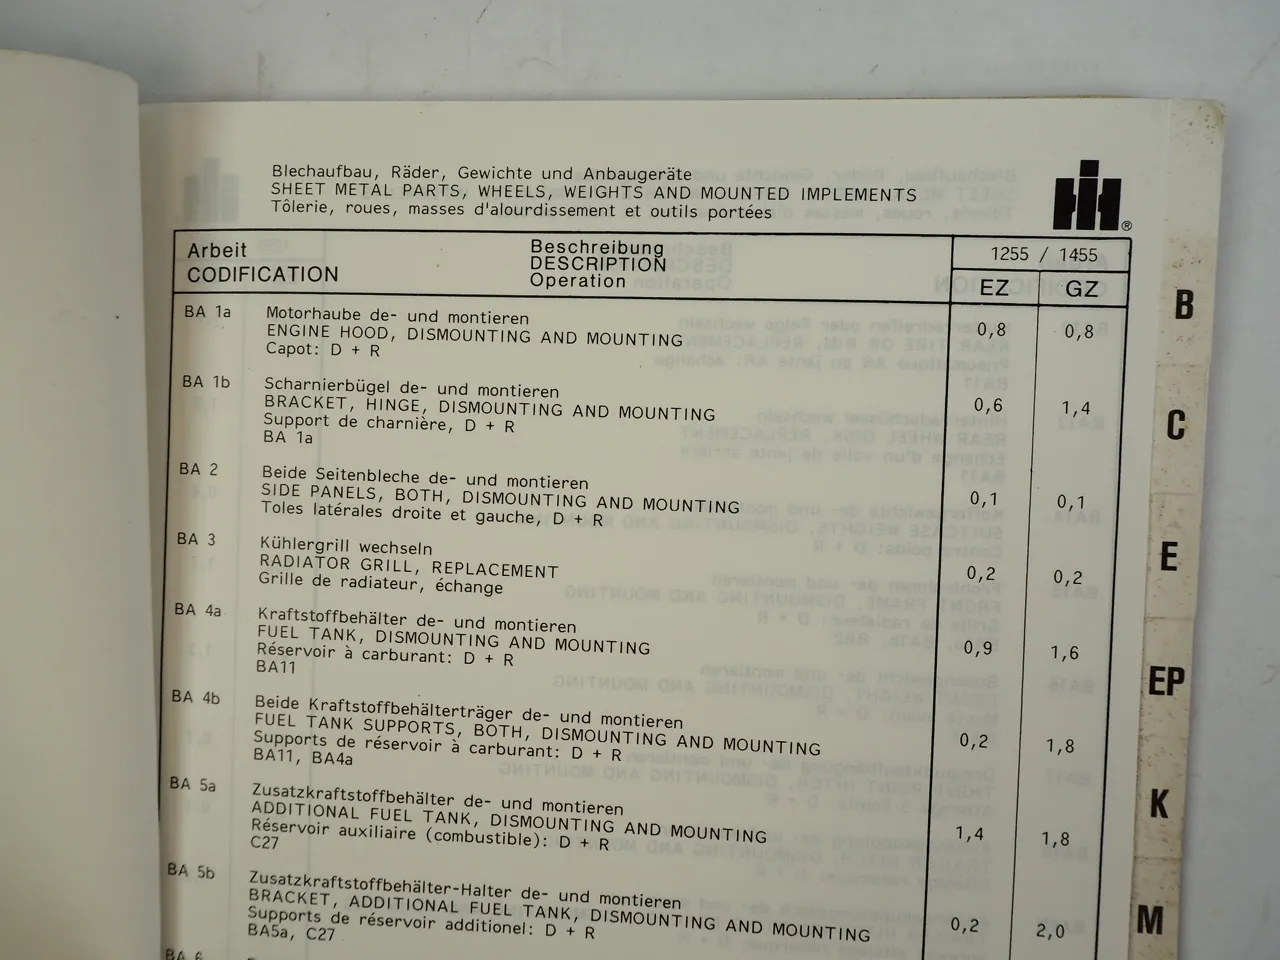 Blechaufbau, Räder, Gewichte und Anbaugeräte
SHEET METAL PARTS, WHEELS, WEIGHTS AND MOUNTED IMPLEMENTS
Tôlerie, roues, masses d'alourdissement et outils portées
IH ®
Arbeit
CODIFICATION
Beschreibung
DESCRIPTION
Operation
1255 / 1455
EZ GZ
BA 1a Motorhaube de- und montieren
ENGINE HOOD, DISMOUNTING AND MOUNTING 0,8 0,8
Capot: D + R
BA 1b Scharnierbügel de- und montieren
BRACKET, HINGE, DISMOUNTING AND MOUNTING 0,6 1,4
Support de charnière, D + R
BA 1a
BA 2 Beide Seitenbleche de- und montieren
SIDE PANELS, BOTH, DISMOUNTING AND MOUNTING 0,1 0,1
Toles latérales droite et gauche, D + R
BA 3 Kühlergrill wechseln
RADIATOR GRILL, REPLACEMENT 0,2 0,2
Grille de radiateur, échange
BA 4a Kraftstoffbehälter de- und montieren
FUEL TANK, DISMOUNTING AND MOUNTING 0,9 1,6
Réservoir à carburant: D + R
BA11
BA 4b Beide Kraftstoffbehälterträger de- und montieren
FUEL TANK SUPPORTS, BOTH, DISMOUNTING AND MOUNTING 0,2 1,8
Supports de réservoir à carburant: D + R
BA11, BA4a
BA 5a Zusatzkraftstoffbehälter de- und montieren
ADDITIONAL FUEL TANK, DISMOUNTING AND MOUNTING 1,4 1,8
Réservoir auxiliaire (combustible): D + R
C27
BA 5b Zusatzkraftstoffbehälter-Halter de- und montieren
BRACKET, ADDITIONAL FUEL TANK, DISMOUNTING AND MOUNTING 0,2 2,0
Supports de réservoir additionel: D + R
BA5a, C27
BA 6
B
C
E
EP
K
M